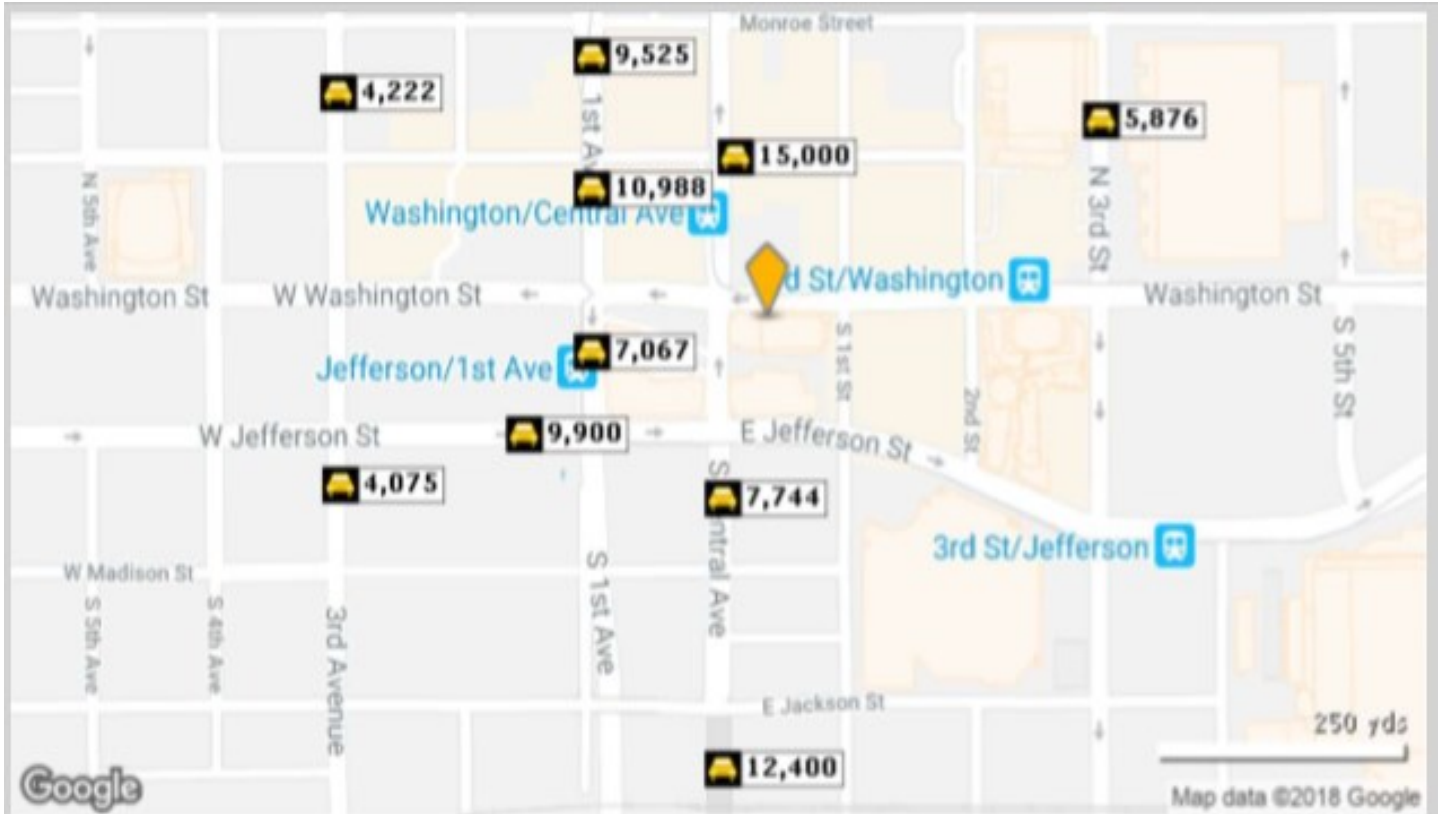 Monroe Street
9,525
4,222
1st Av
5,876
15,000
10,988
N 5th Ave
N 3rd St
Washington/Central Ave
d St/Washington
Washington St
W Washington St
Washington St
7,067
S 1st St
S 5th St
Jefferson/1st Ave
2nd St
9,900
W Jefferson St
E Jefferson St
4,075
7,744
S
ntral Ave
3rd St/Jefferson
W Madison St
S 1st Ave
S 5th Ave
S 4th Ave
3rd Avenue
E Jackson St
250 yds
12,400
Google
Map data ©2018 Google